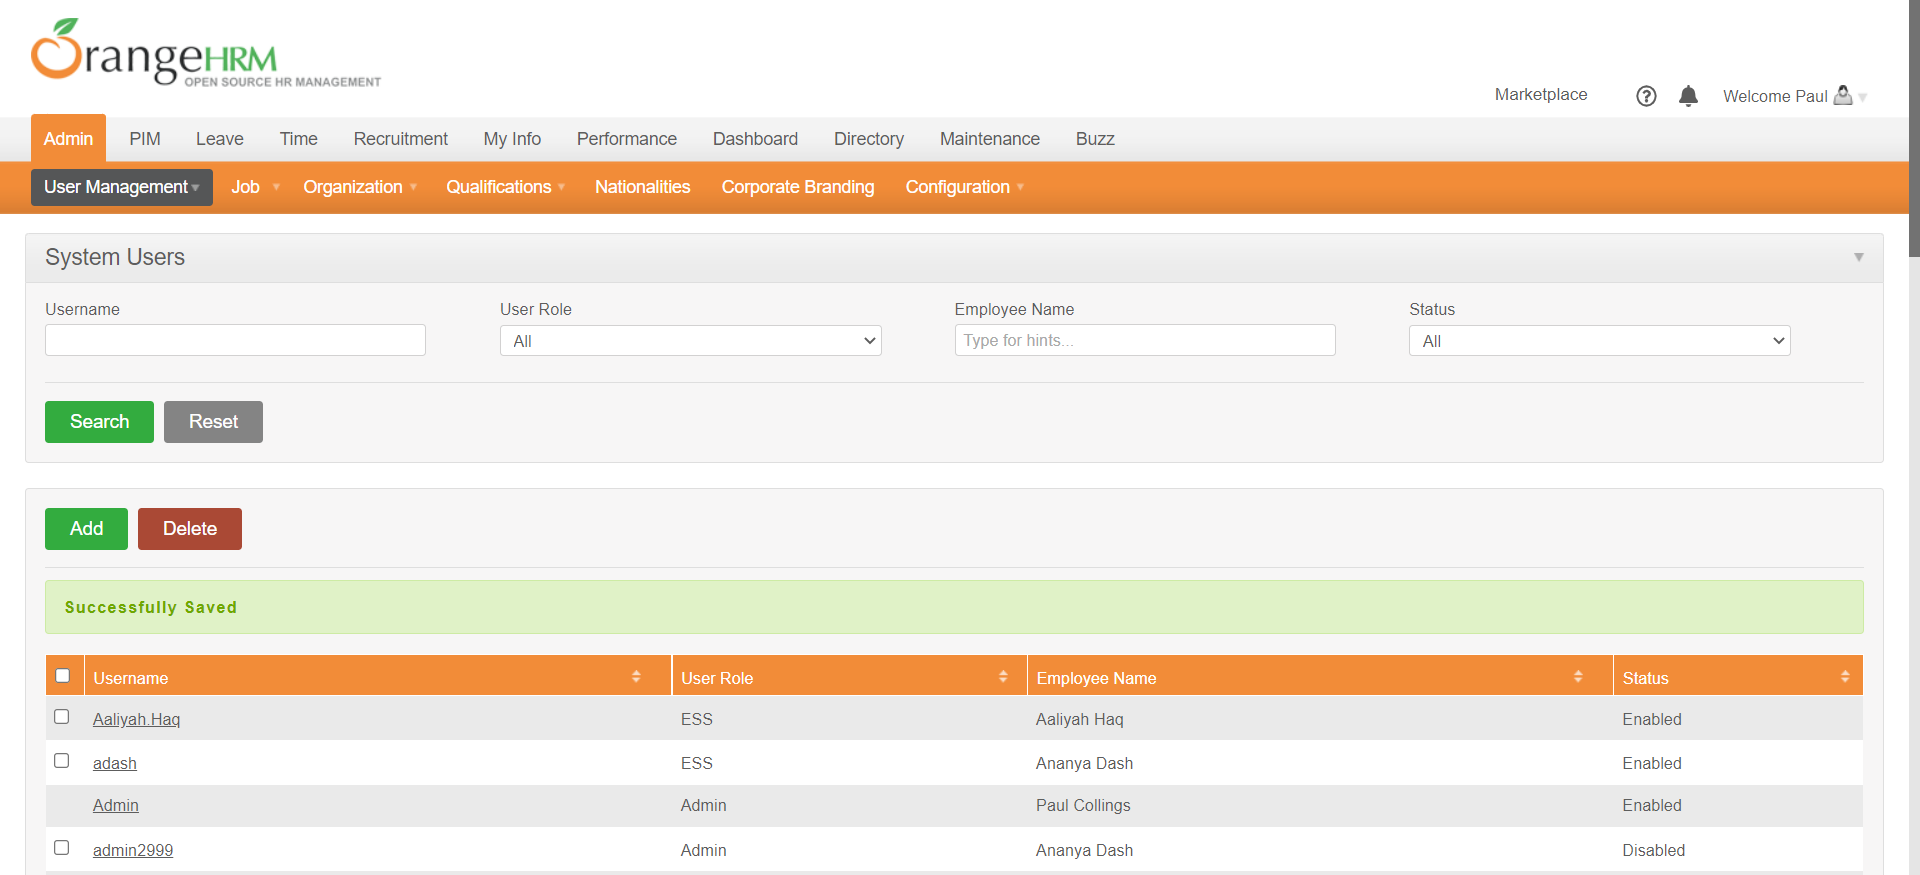 OrangeHRM
OPEN SOURCE HR MANAGEMENT
Marketplace ? Welcome Paul
Admin PIM Leave Time Recruitment My Info Performance Dashboard Directory Maintenance Buzz
User Management Job Organization Qualifications Nationalities Corporate Branding Configuration
System Users
Username User Role Employee Name Status
All Type for hints... All
Search Reset
Add Delete
Successfully Saved
Username User Role Employee Name Status
Aaliyah.Haq ESS Aaliyah Haq Enabled
adash ESS Ananya Dash Enabled
Admin Admin Paul Collings Enabled
admin2999 Admin Ananya Dash Disabled